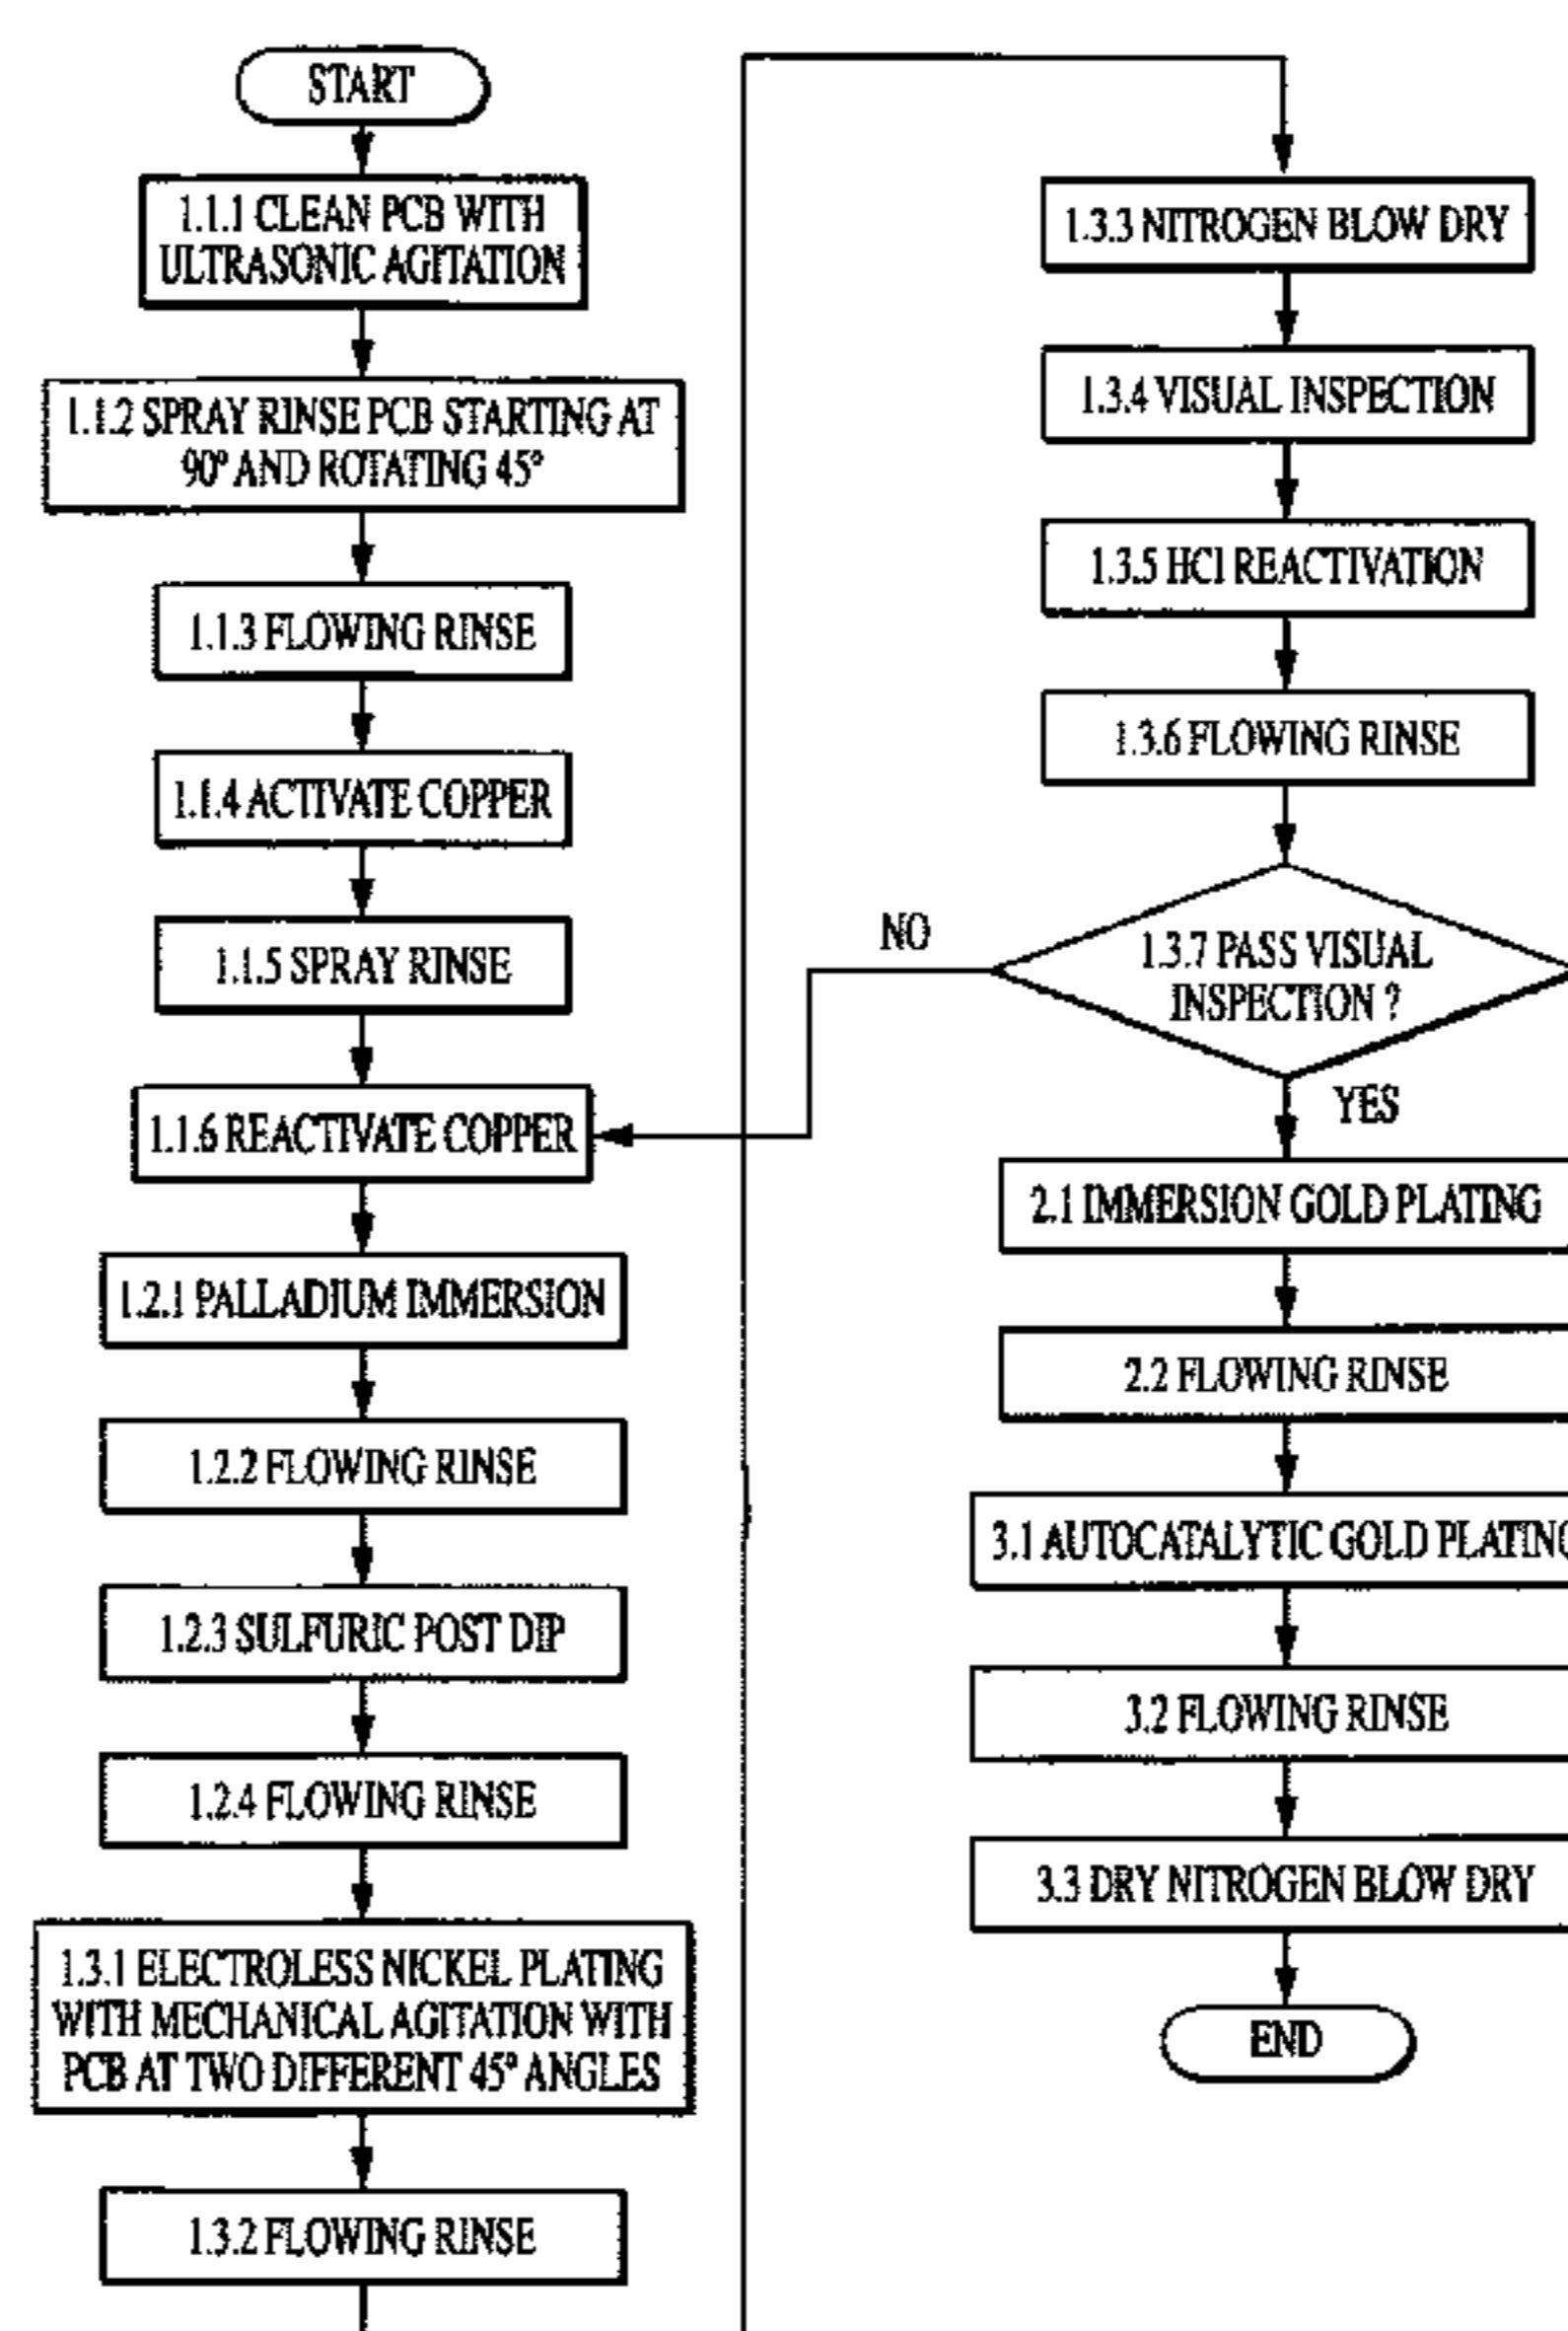 START
1.1.1 CLEAN PCB WITH
ULTRASONIC AGITATION
1.1.2 SPRAY RINSE PCB STARTING AT
90° AND ROTATING 45°
1.1.3 FLOWING RINSE
1.1.4 ACTIVATE COPPER
1.1.5 SPRAY RINSE
1.1.6 REACTIVATE COPPER
1.2.1 PALLADIUM IMMERSION
1.2.2 FLOWING RINSE
1.2.3 SULFURIC POST DIP
1.2.4 FLOWING RINSE
1.3.1 ELECTROLESS NICKEL PLATING
WITH MECHANICAL AGITATION WITH
PCB AT TWO DIFFERENT 45° ANGLES
1.3.2 FLOWING RINSE
1.3.3 NITROGEN BLOW DRY
1.3.4 VISUAL INSPECTION
1.3.5 HCl REACTIVATION
1.3.6 FLOWING RINSE
1.3.7 PASS VISUAL
INSPECTION ?
NO
YES
2.1 IMMERSION GOLD PLATING
2.2 FLOWING RINSE
3.1 AUTOCATALYTIC GOLD PLATING
3.2 FLOWING RINSE
3.3 DRY NITROGEN BLOW DRY
END